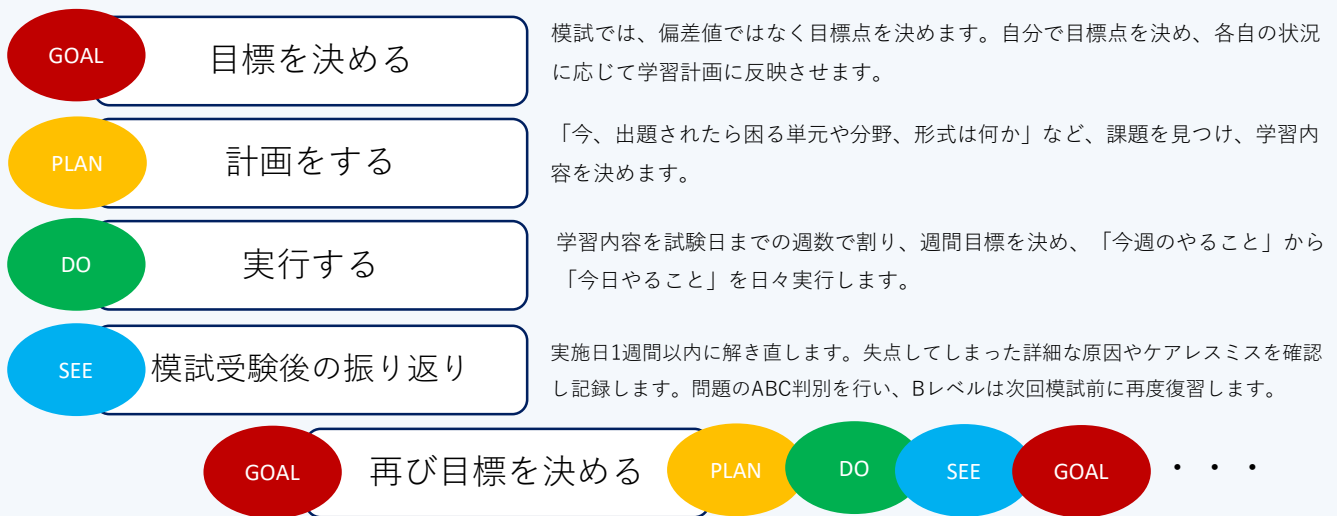 GOAL
目標を決める
模試では、偏差値ではなく目標点を決めます。自分で目標点を決め、各自の状況
に応じて学習計画に反映させます。
PLAN
計画をする
「今、出題されたら困る単元や分野、形式は何か」など、課題を見つけ、学習内
容を決めます。
DO
実行する
学習内容を試験日までの週数で割り、週間目標を決め、「今週のやること」から
「今日やること」を日々実行します。
SEE
模試受験後の振り返り
実施日1週間以内に解き直します。失点してしまった詳細な原因やケアレスミスを確認
し記録します。問題のABC判別を行い、Bレベルは次回模試前に再度復習します。
GOAL
再び目標を決める
PLAN
DO
SEE
GOAL
・・・